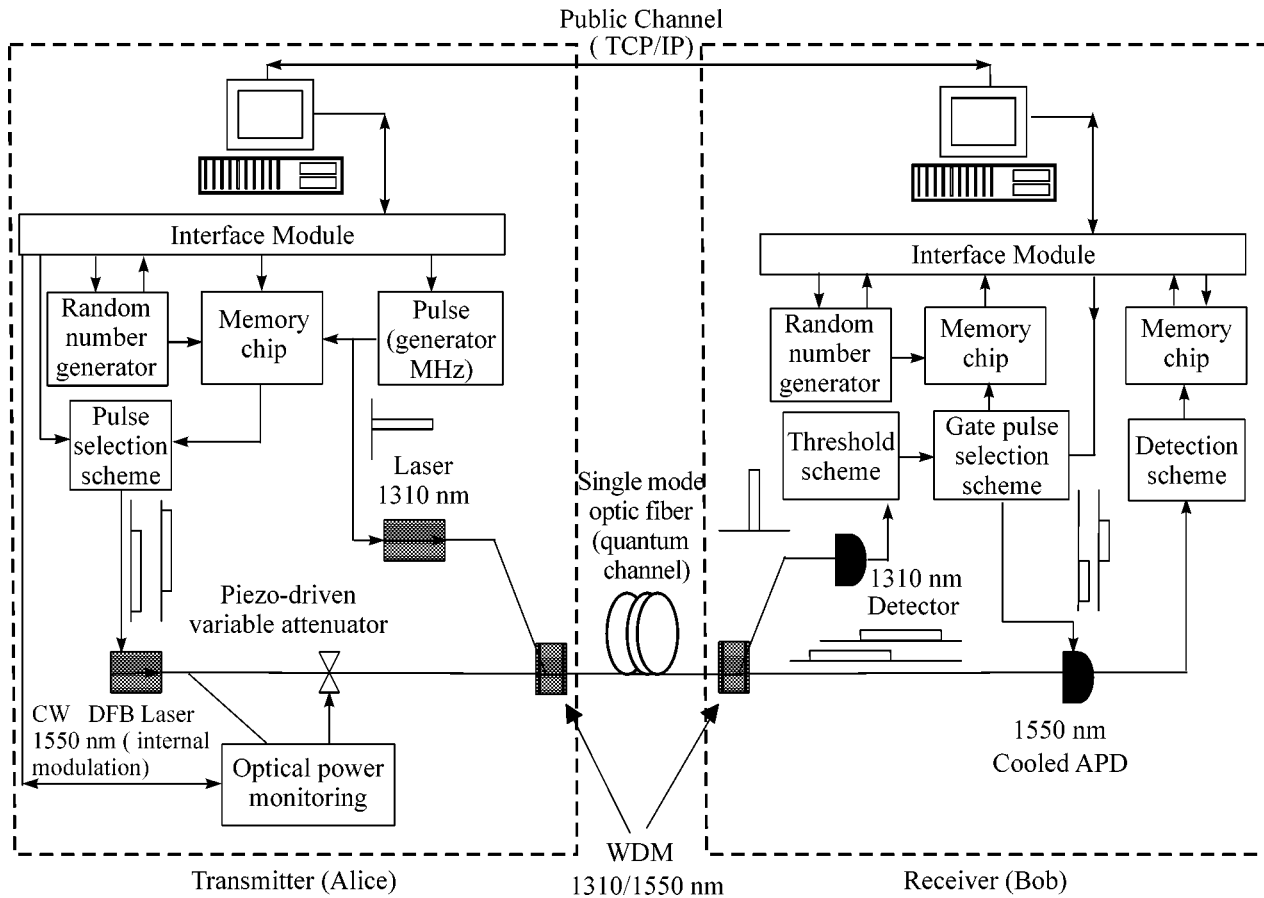 Public Channel
( TCP/IP)
Interface Module
Random
number
generator
Memory
chip
Pulse
(generator
MHz)
Pulse
selection
scheme
Laser
1310 nm
Piezo-driven
variable attenuator
CW DFB Laser
1550 nm ( internal
modulation)
Optical power
monitoring
Transmitter (Alice)
Single mode
optic fiber
(quantum
channel)
WDM
1310/1550 nm
Interface Module
Random
number
generator
Memory
chip
Memory
chip
Threshold
scheme
Gate pulse
selection
scheme
Detection
scheme
1310 nm
Detector
1550 nm
Cooled APD
Receiver (Bob)